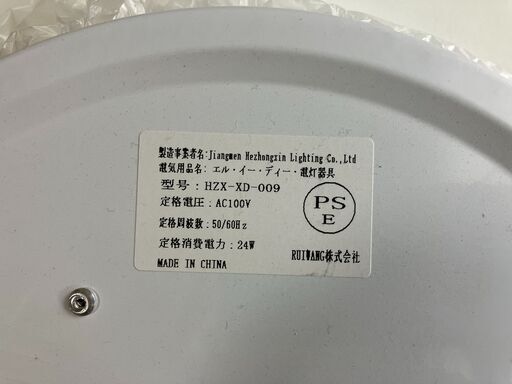 製造事業者名:Jiangmen Hezhongxin Lighting Co.,Ltd
電気用品名: エル・イー・ディー・電灯器具
型号: HZX-XD-009
定格電圧: AC100V
定格周波数: 50/60Hz
定格消費電力: 24W
MADE IN CHINA
PS
E
RUIWANG株式会社